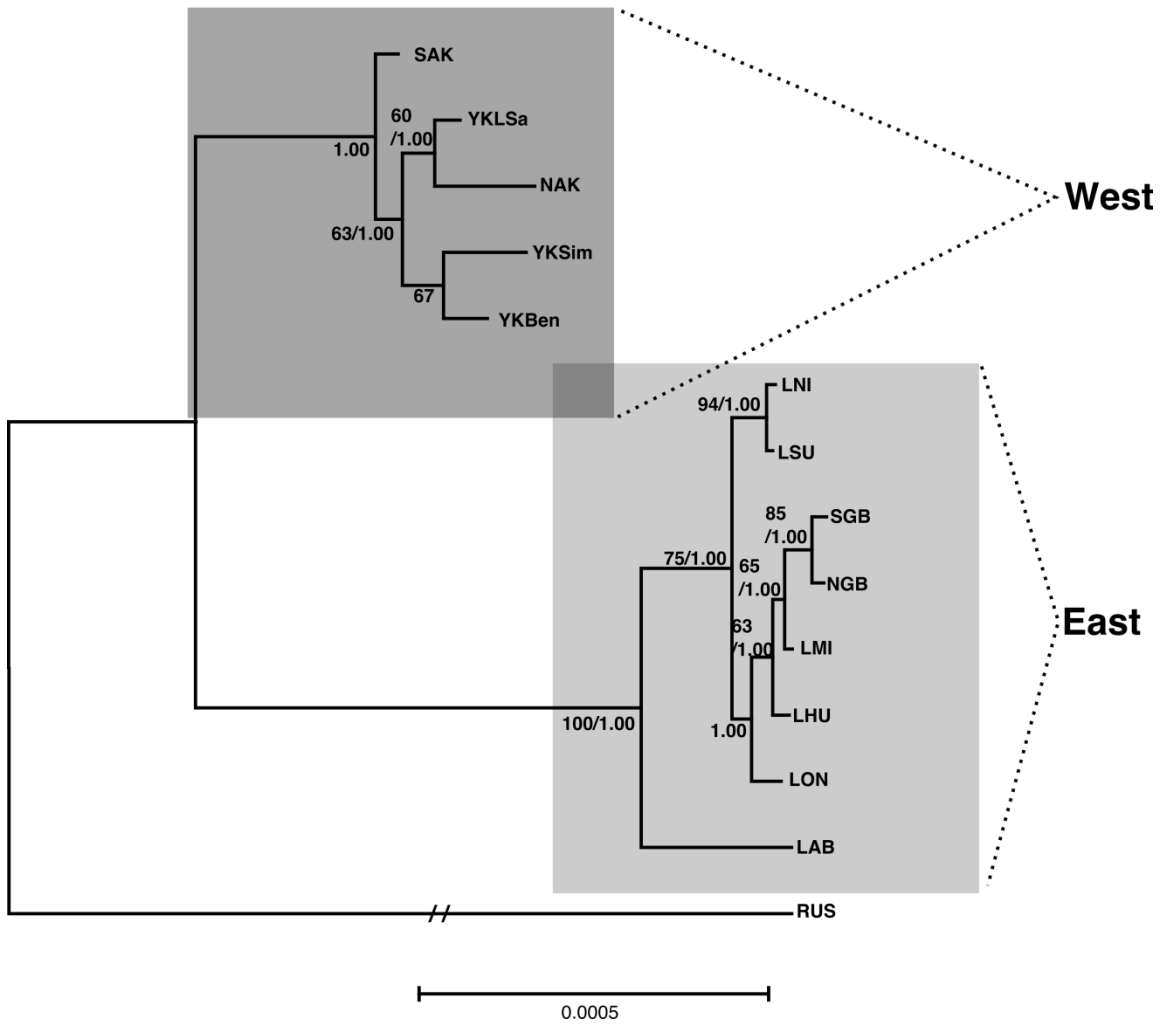 SAK
60
/1.00
YKLSa
1.00
NAK
West
63/1.00
YKSim
67
YKBen
LNI
94/1.00
LSU
85
/1.00
SGB
75/1.00
65
/1.00
NGB
East
63
/1.00
LMI
LHU
100/1.00
1.00
LON
LAB
RUS
0.0005